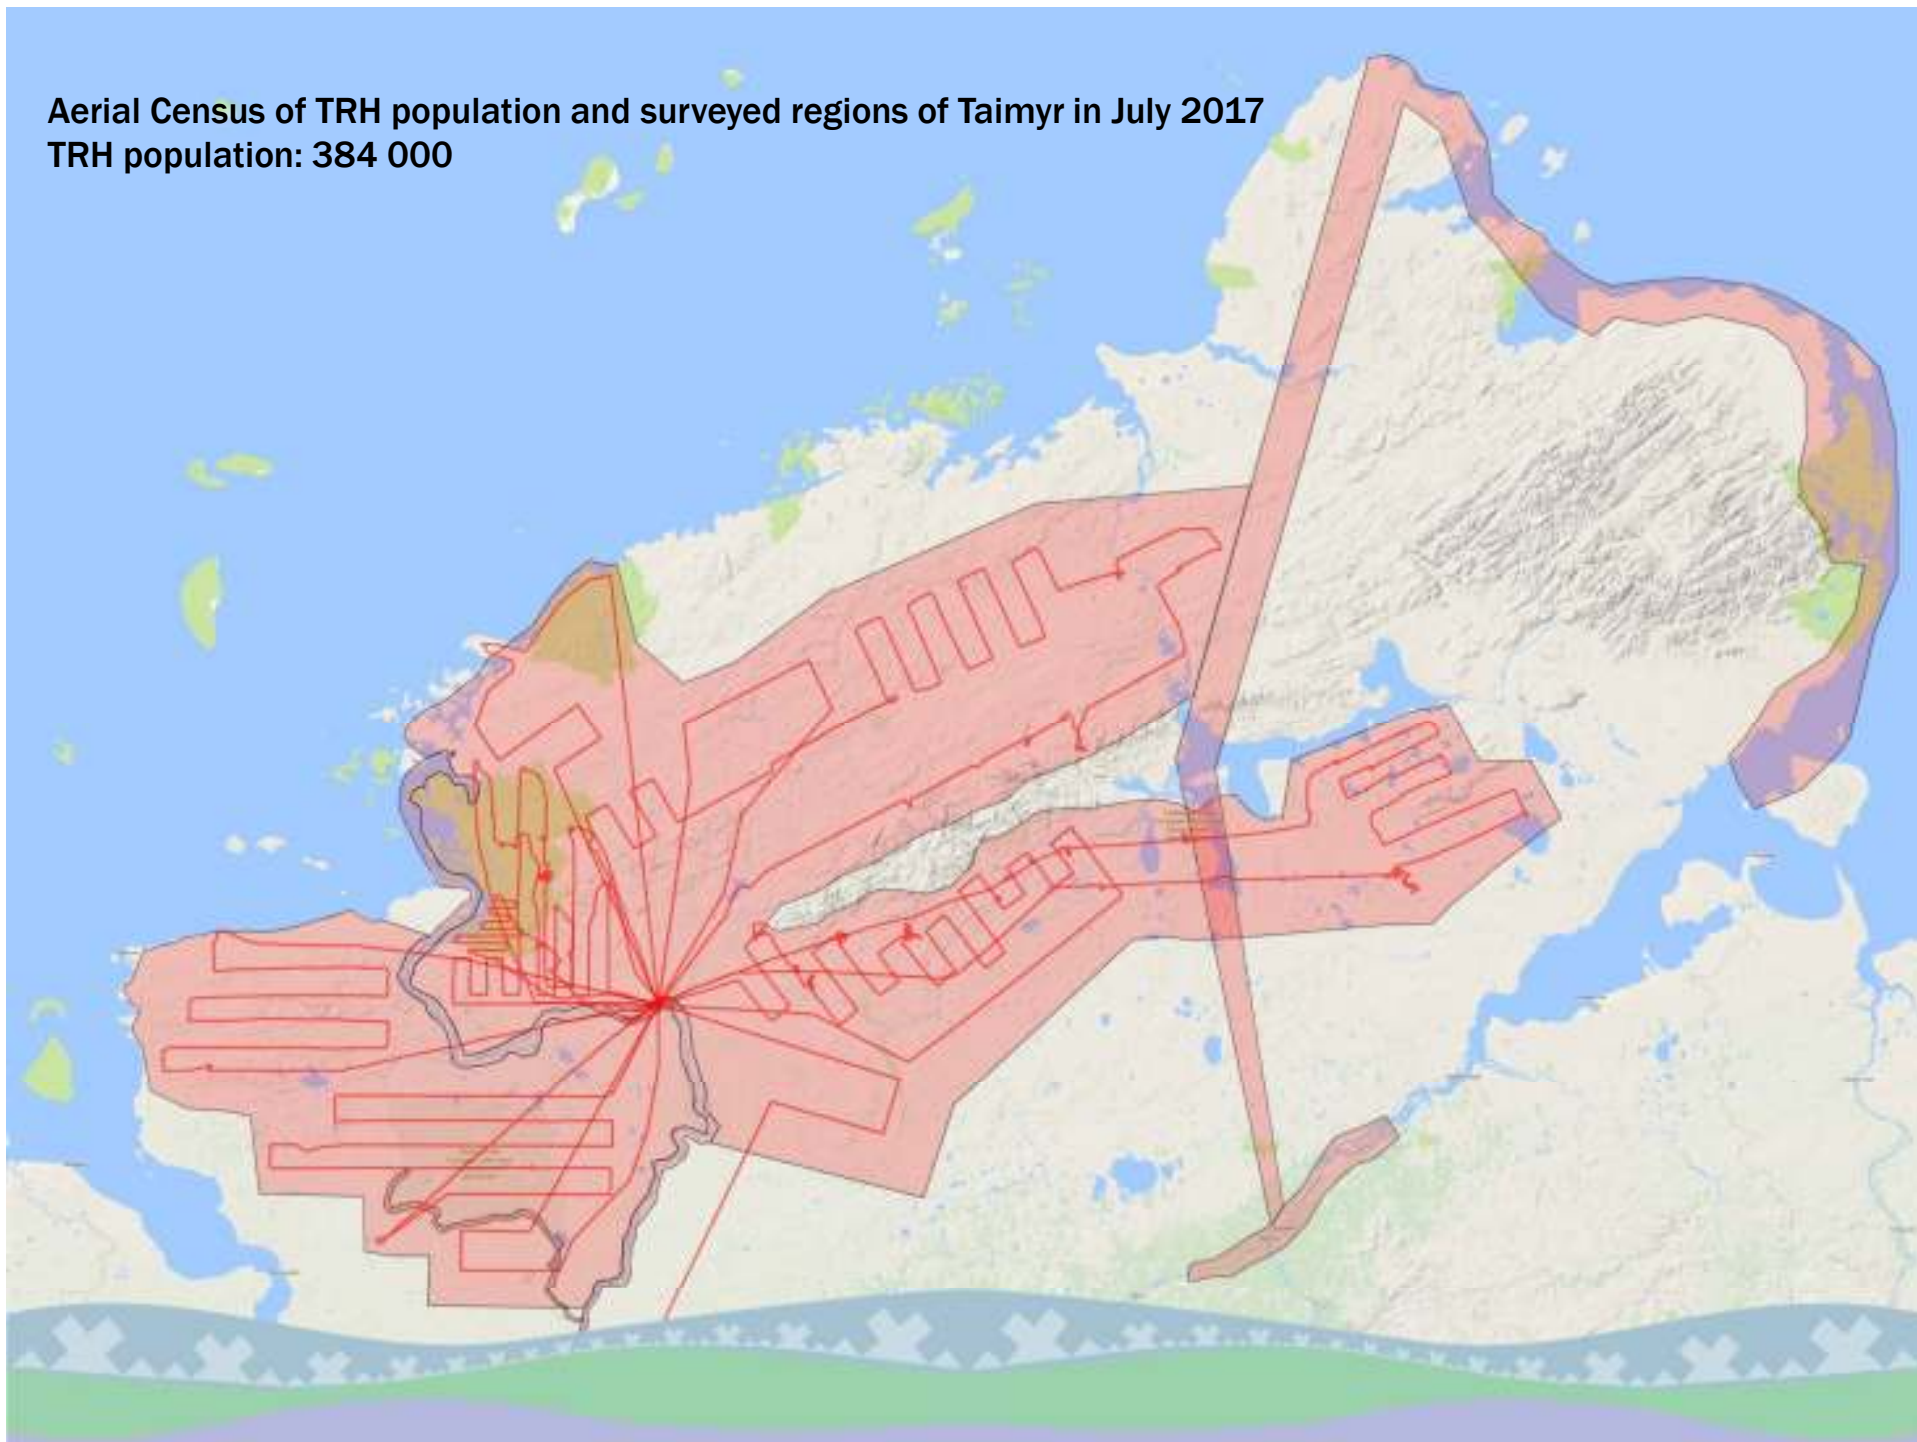 Aerial Census of TRH population and surveyed regions of Taimyr in July 2017
TRH population: 384 000